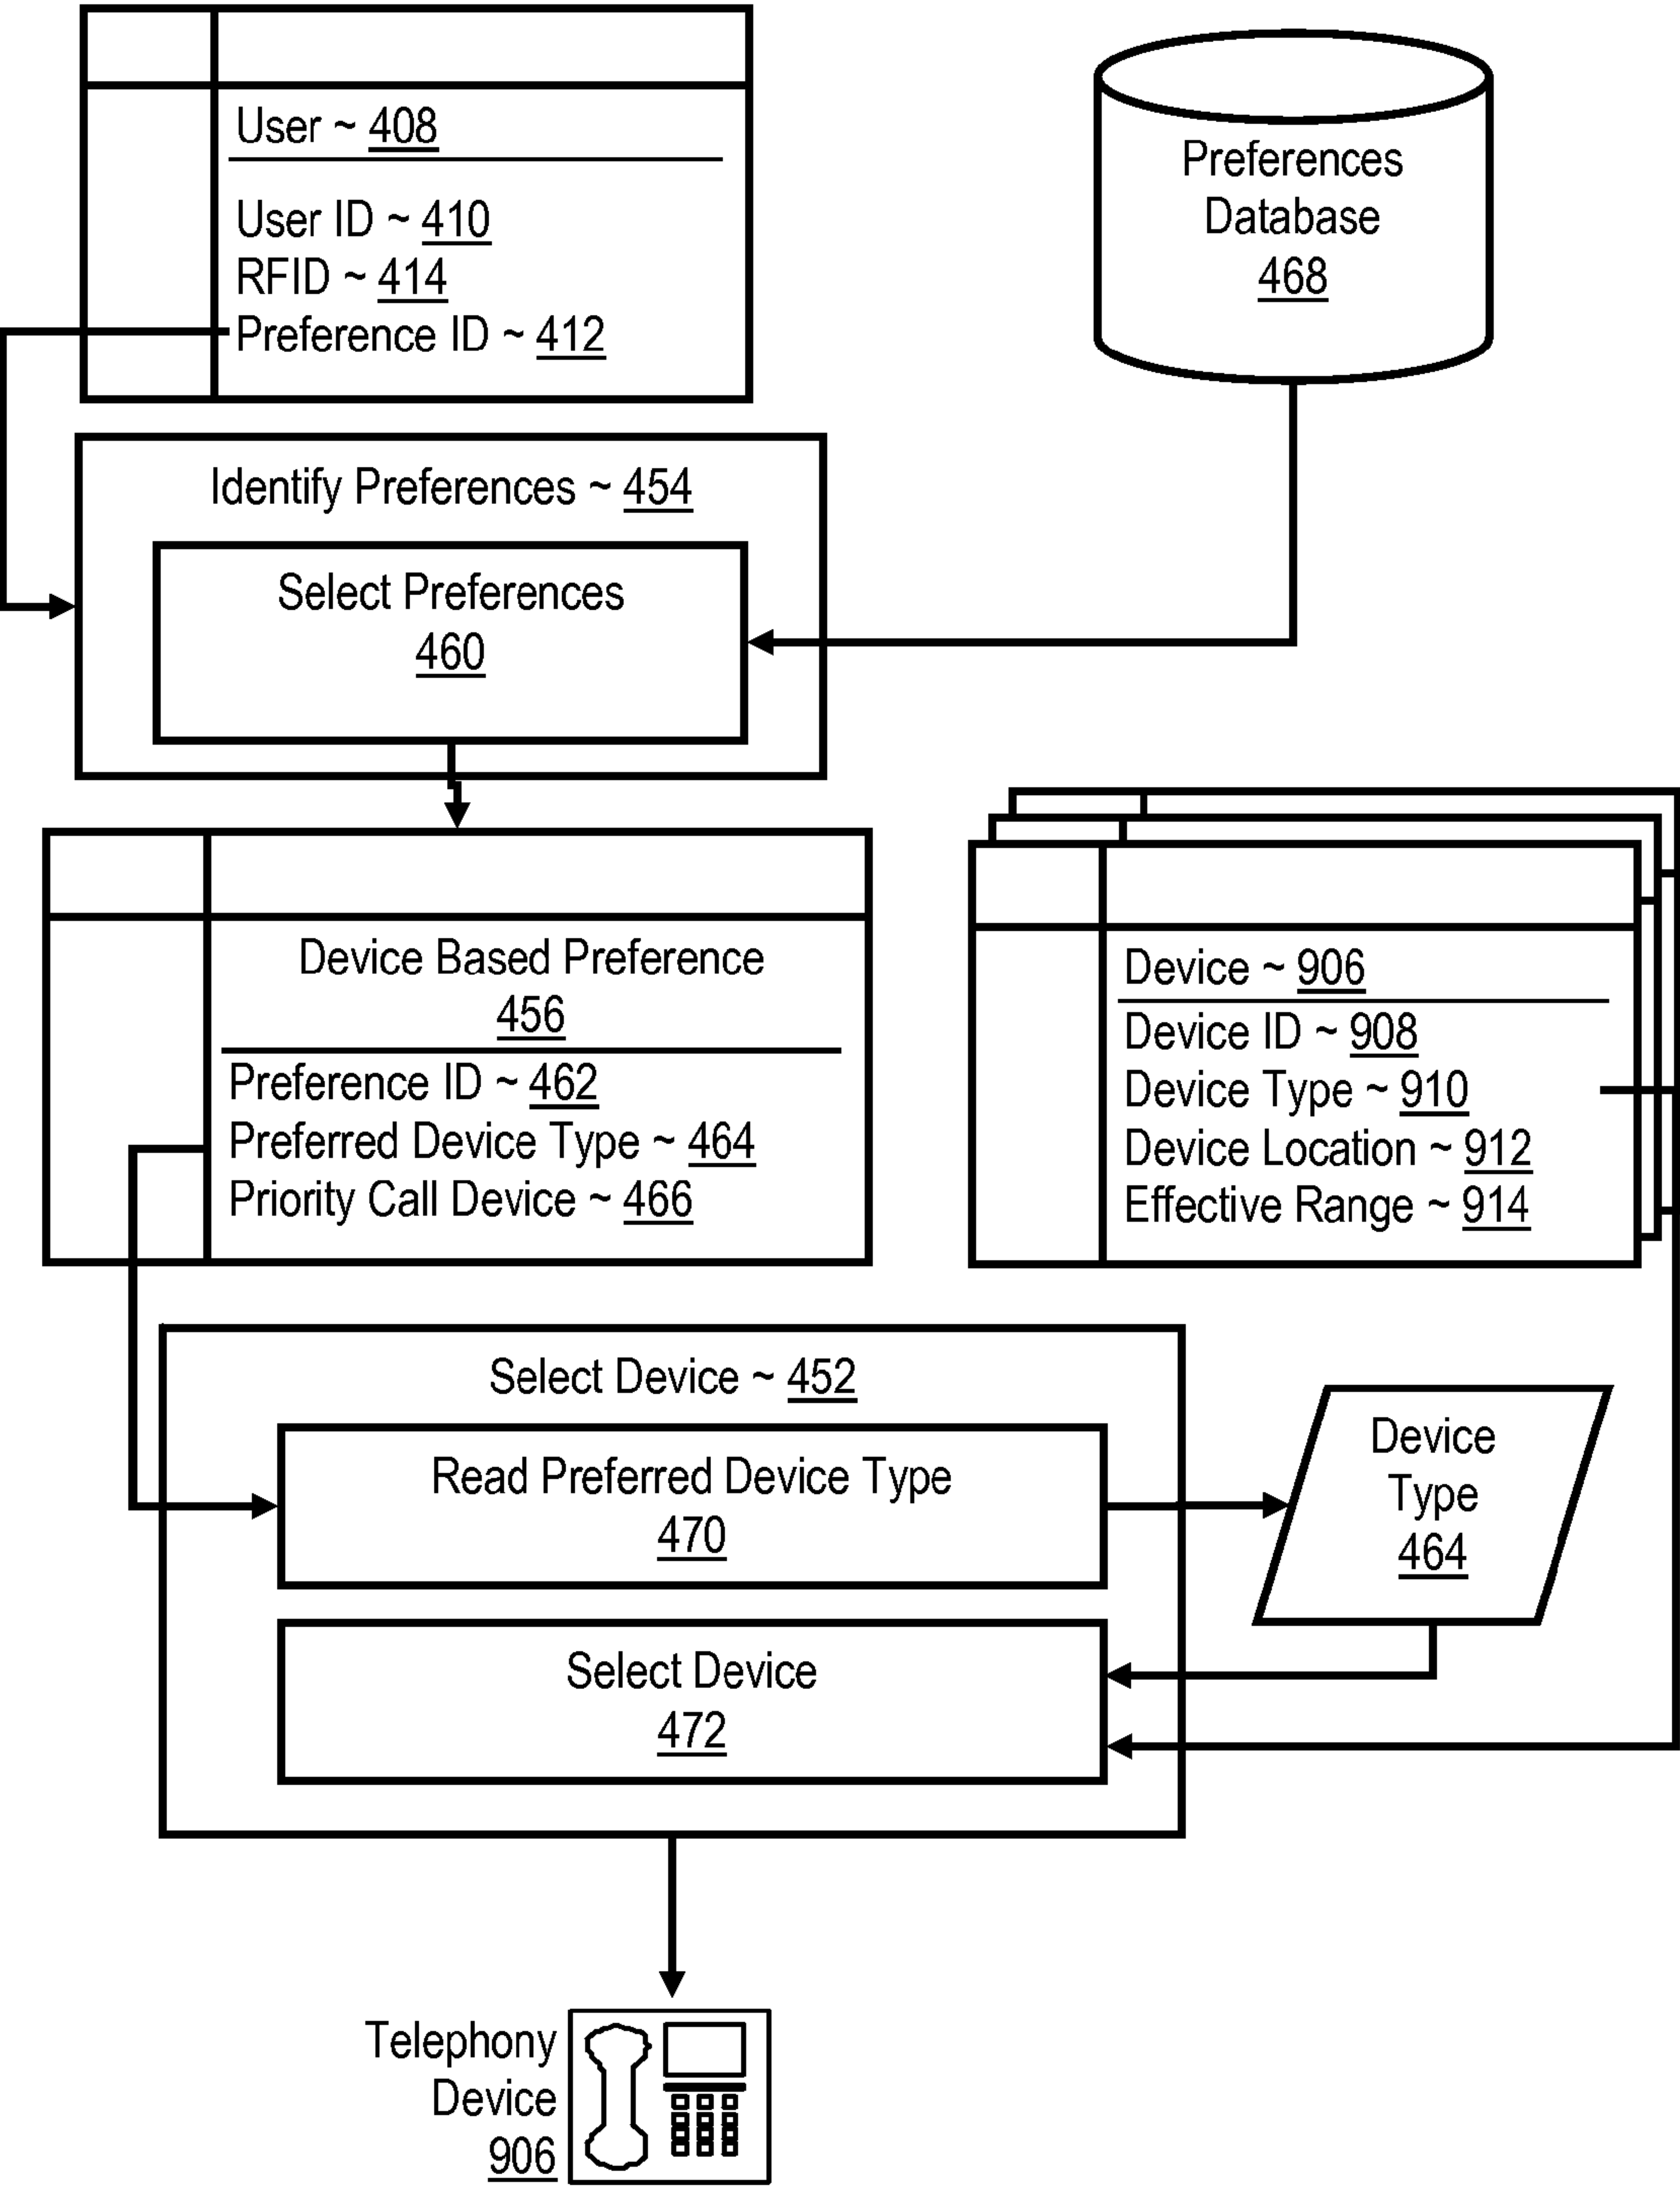 User ~ 408
User ID ~ 410
RFID ~ 414
Preference ID ~ 412
Preferences
Database
468
Identify Preferences ~ 454
Select Preferences
460
Device Based Preference
456
Preference ID ~ 462
Preferred Device Type ~ 464
Priority Call Device ~ 466
Device ~ 906
Device ID ~ 908
Device Type ~ 910
Device Location ~ 912
Effective Range ~ 914
Select Device ~ 452
Read Preferred Device Type
470
Device
Type
464
Select Device
472
Telephony
Device
906